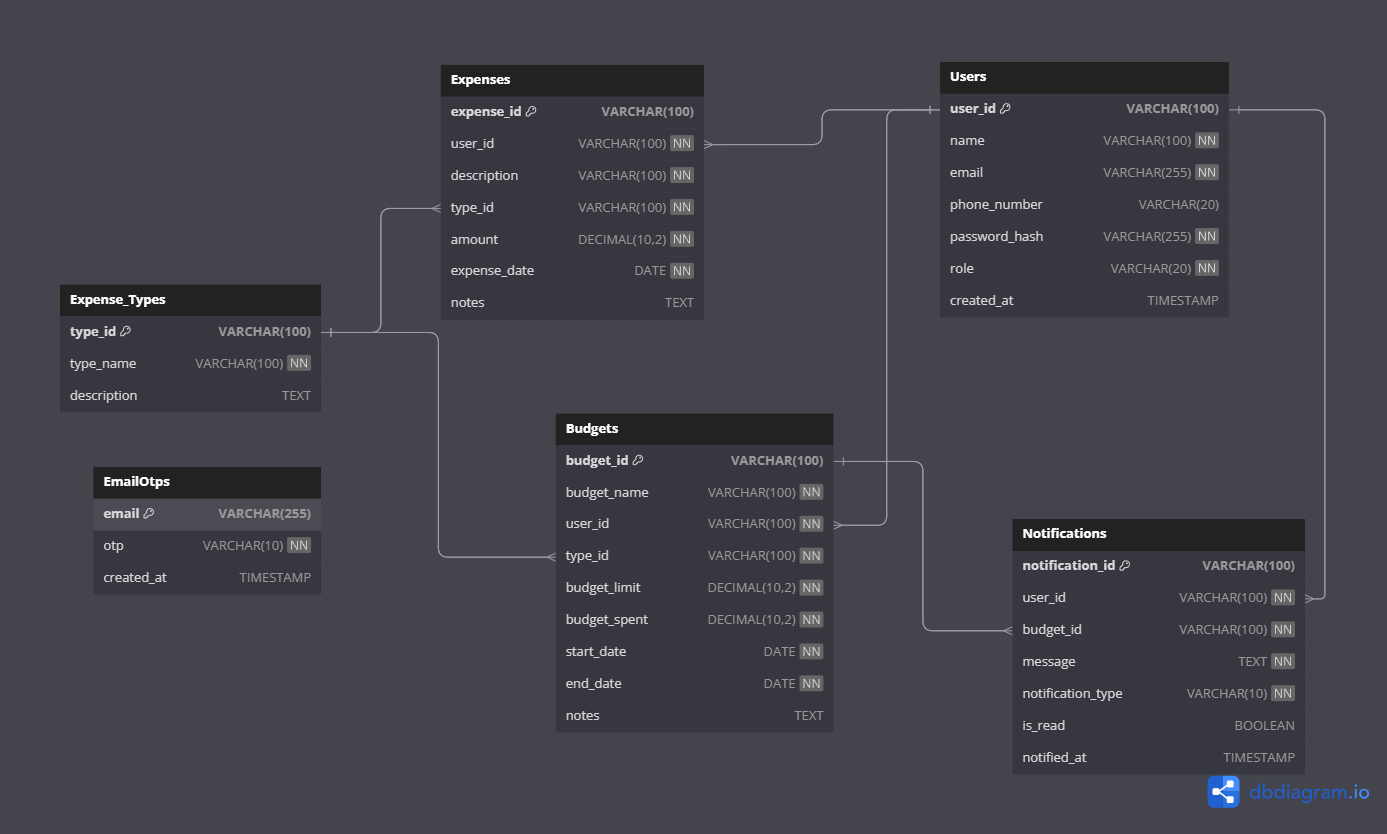 Expenses
expense_id VARCHAR(100)
user_id VARCHAR(100) NN
description VARCHAR(100) NN
type_id VARCHAR(100) NN
amount DECIMAL(10,2) NN
expense_date DATE NN
notes TEXT
Users
user_id VARCHAR(100)
name VARCHAR(100) NN
email VARCHAR(255) NN
phone_number VARCHAR(20)
password_hash VARCHAR(255) NN
role VARCHAR(20) NN
created_at TIMESTAMP
Expense_Types
type_id VARCHAR(100)
type_name VARCHAR(100) NN
description TEXT
EmailOtps
email VARCHAR(255)
otp VARCHAR(10) NN
created_at TIMESTAMP
Budgets
budget_id VARCHAR(100)
budget_name VARCHAR(100) NN
user_id VARCHAR(100) NN
type_id VARCHAR(100) NN
budget_limit DECIMAL(10,2) NN
budget_spent DECIMAL(10,2) NN
start_date DATE NN
end_date DATE NN
notes TEXT
Notifications
notification_id VARCHAR(100)
user_id VARCHAR(100) NN
budget_id VARCHAR(100) NN
message TEXT NN
notification_type VARCHAR(10) NN
is_read BOOLEAN
notified_at TIMESTAMP
dbdiagram.io